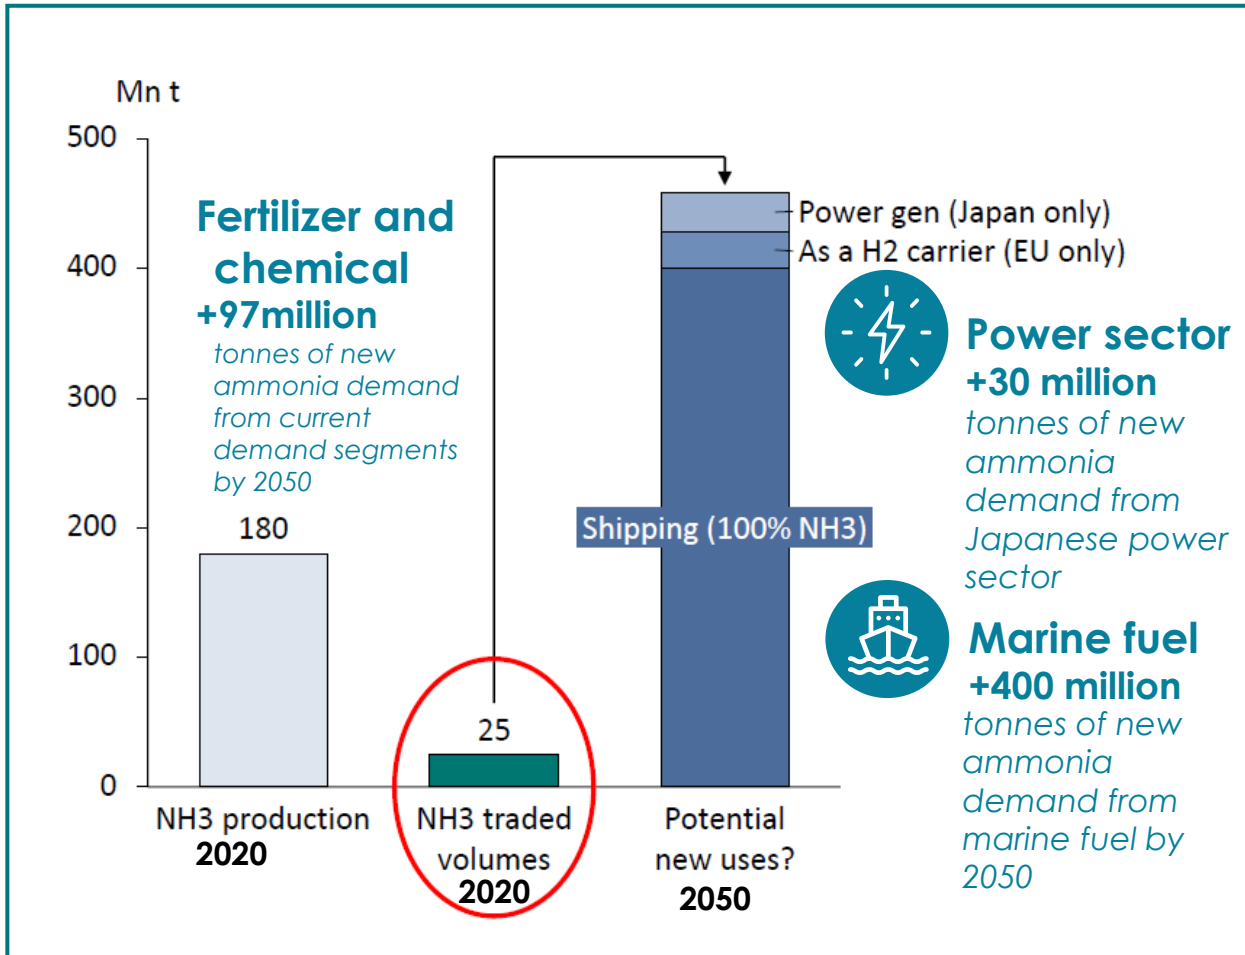 Mn t
500
400
300
200
100
0
Fertilizer and
chemical
+97million
tonnes of new
ammonia demand
from current
demand segments
by 2050
180
25
Power gen (Japan only)
As a H2 carrier (EU only)
Shipping (100% NH3)
Power sector
+30 million
tonnes of new
ammonia
demand from
Japanese power
sector
Marine fuel
+400 million
tonnes of new
ammonia
demand from
marine fuel by
2050
NH3 production
2020
NH3 traded
volumes
2020
Potential
new uses?
2050